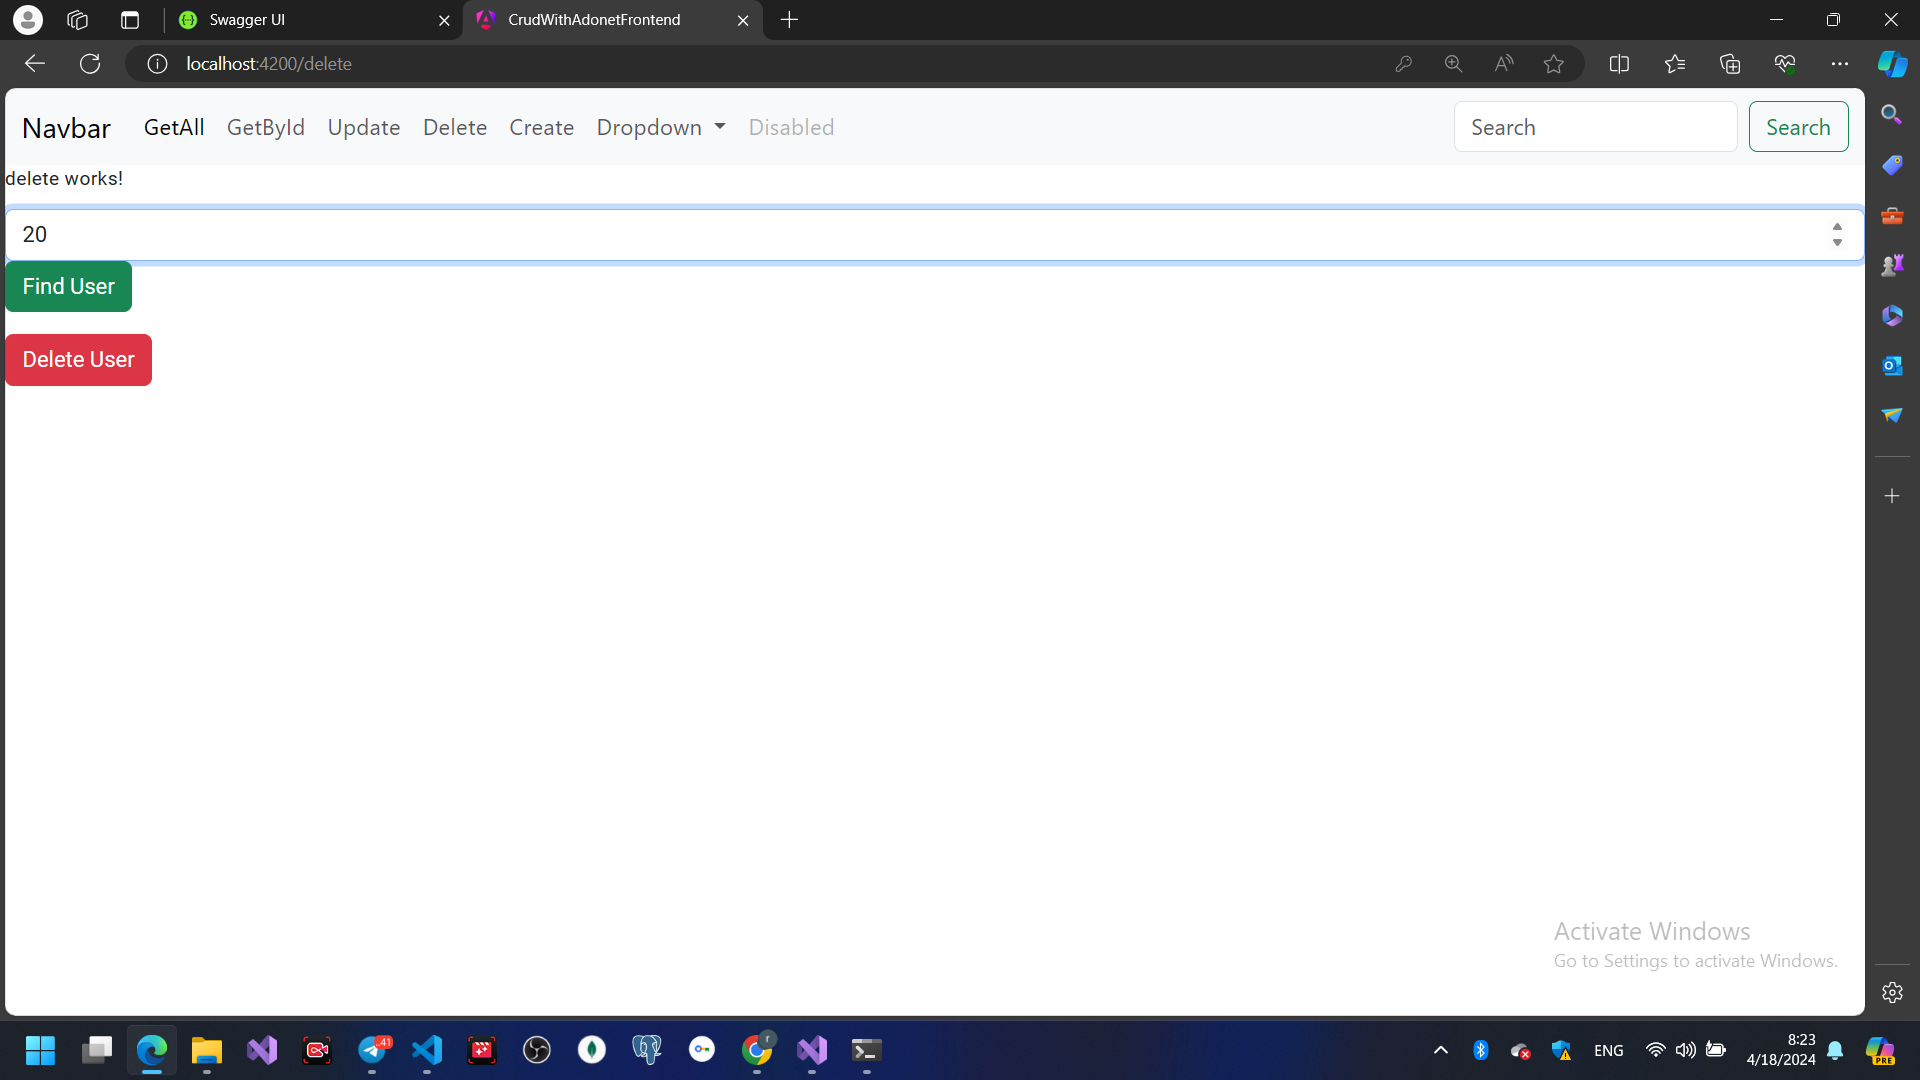 Swagger UI
CrudWithAdonetFrontend
localhost:4200/delete
Navbar GetAll GetById Update Delete Create Dropdown Disabled Search Search
delete works!
20
Find User
Delete User
Activate Windows
Go to Settings to activate Windows.
41
r
ENG
8:23
4/18/2024
PRE